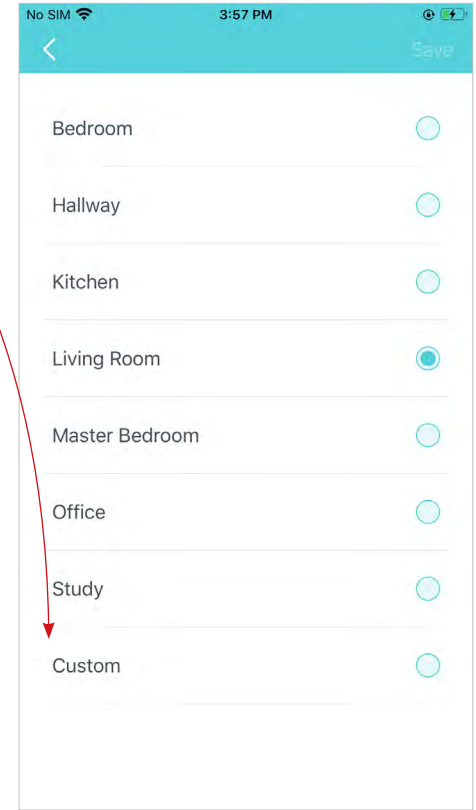 No SIM 3:57 PM
Save
Bedroom
Hallway
Kitchen
Living Room
Master Bedroom
Office
Study
Custom